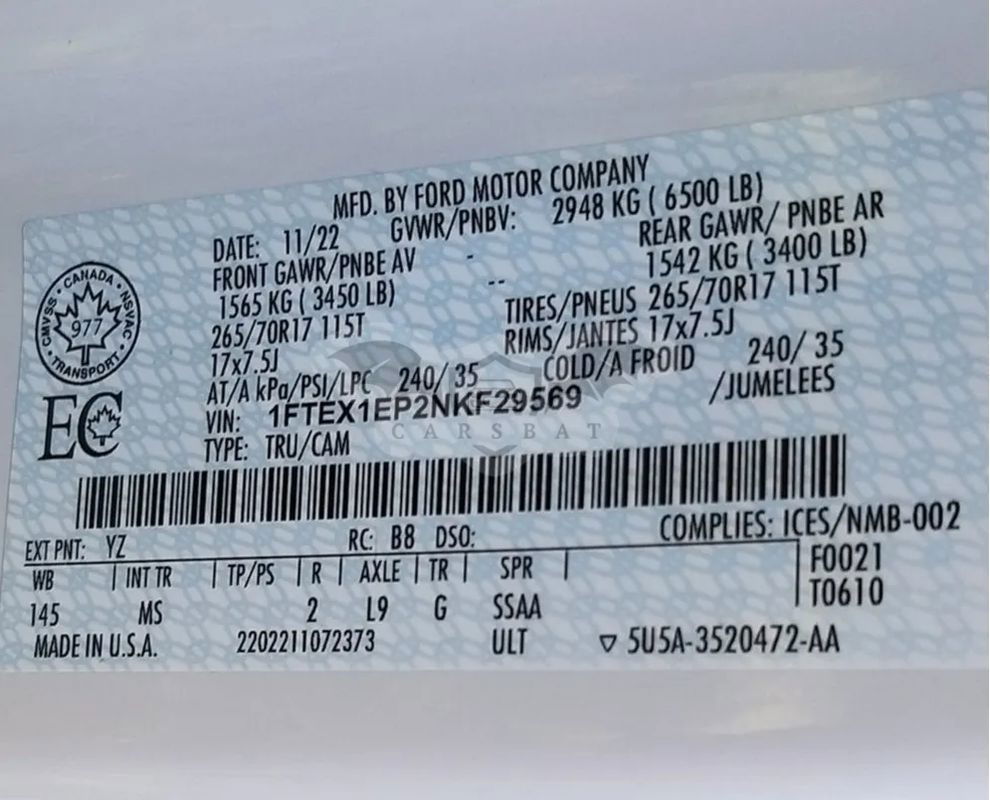 MFD. BY FORD MOTOR COMPANY
DATE: 11/22 GVWR/PNBV: 2948 KG ( 6500 LB)
FRONT GAWR/PNBE AV - REAR GAWR/ PNBE AR
1565 KG ( 3450 LB) -- 1542 KG ( 3400 LB)
265/70R17 115T TIRES/PNEUS 265/70R17 115T
17x7.5J RIMS/JANTES 17x7.5J
AT/A kPa/PSI/LPC 240/ 35 COLD/A FROID 240/ 35
VIN: 1FTEX1EP2NKF29569 /JUMELEES
TYPE: TRU/CAM
CANADA
CMVSS 977 NSVAC
TRANSPORT
EC
CARSBAT
EXT PNT: YZ RC: B8 DSO: COMPLIES: ICES/NMB-002
WB | INT TR | TP/PS | R | AXLE | TR | SPR | F0021
145 MS 2 L9 G SSAA T0610
MADE IN U.S.A. 2202211072373 ULT ▽ 5U5A-3520472-AA